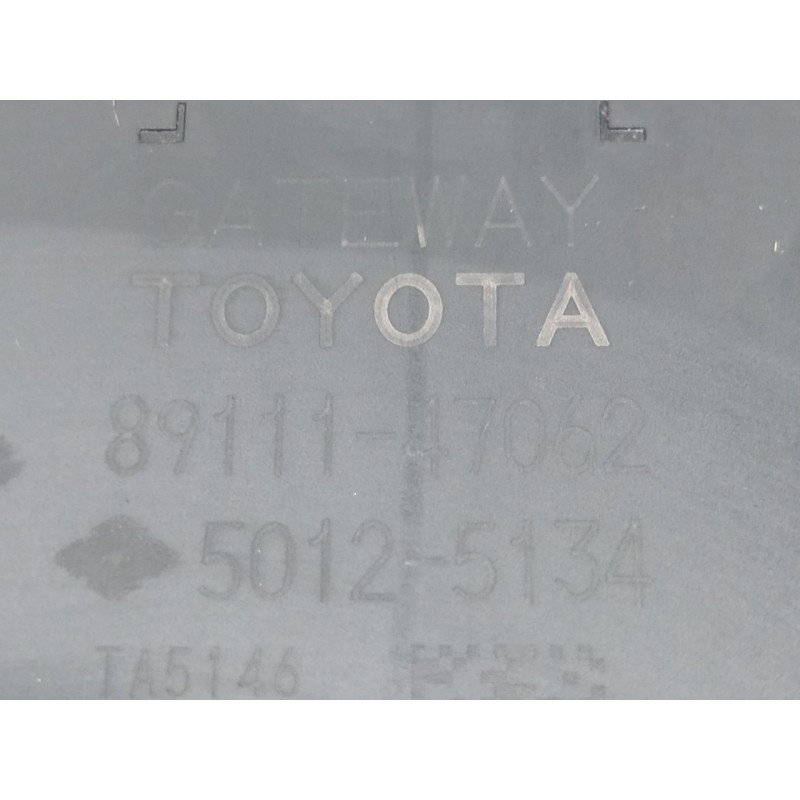 GATEWAY
TOYOTA
89111-47062
5012-5134
TA5146